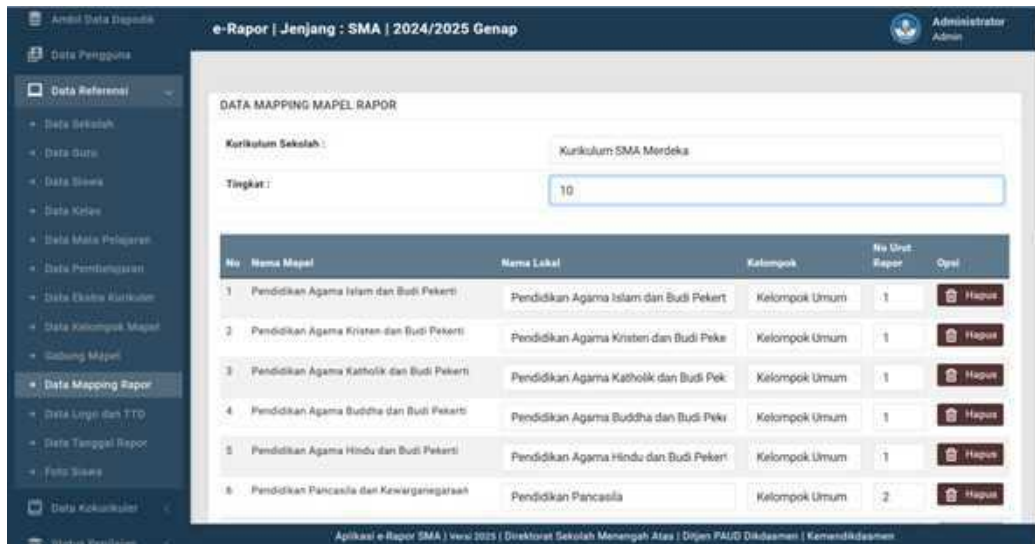 Ambil Data Dapodik
e-Rapor | Jenjang : SMA | 2024/2025 Genap
Administrator
Admin
Data Pengguna
Data Referensi
DATA MAPPING MAPEL RAPOR
Data Sekolah
Kurikulum Sekolah :
Kurikulum SMA Merdeka
Data Guru
Data Siswa
Tingkat :
10
Data Kelas
Data Mata Pelajaran
Data Pembelajaran
Data Ekstra Kurikuler
Data Kelompok Mapel
Gabung Mapel
Data Mapping Rapor
Data Logo dan TTD
Data Tanggal Rapor
Foto Siswa
Data Kokurikuler
Status Penilaian
No Nama Mapel Nama Lokal Kelompok No Urut Rapor Opsi
1 Pendidikan Agama Islam dan Budi Pekerti Pendidikan Agama Islam dan Budi Pekert Kelompok Umum 1 Hapus
2 Pendidikan Agama Kristen dan Budi Pekerti Pendidikan Agama Kristen dan Budi Peke Kelompok Umum 1 Hapus
3 Pendidikan Agama Katholik dan Budi Pekerti Pendidikan Agama Katholik dan Budi Pek Kelompok Umum 1 Hapus
4 Pendidikan Agama Buddha dan Budi Pekerti Pendidikan Agama Buddha dan Budi Peke Kelompok Umum 1 Hapus
5 Pendidikan Agama Hindu dan Budi Pekerti Pendidikan Agama Hindu dan Budi Pekert Kelompok Umum 1 Hapus
6 Pendidikan Pancasila dan Kewarganegaraan Pendidikan Pancasila Kelompok Umum 2 Hapus
Aplikasi e-Rapor SMA | Versi 2025 | Direktorat Sekolah Menengah Atas | Ditjen PAUD Dikdasmen | Kemendikdasmen